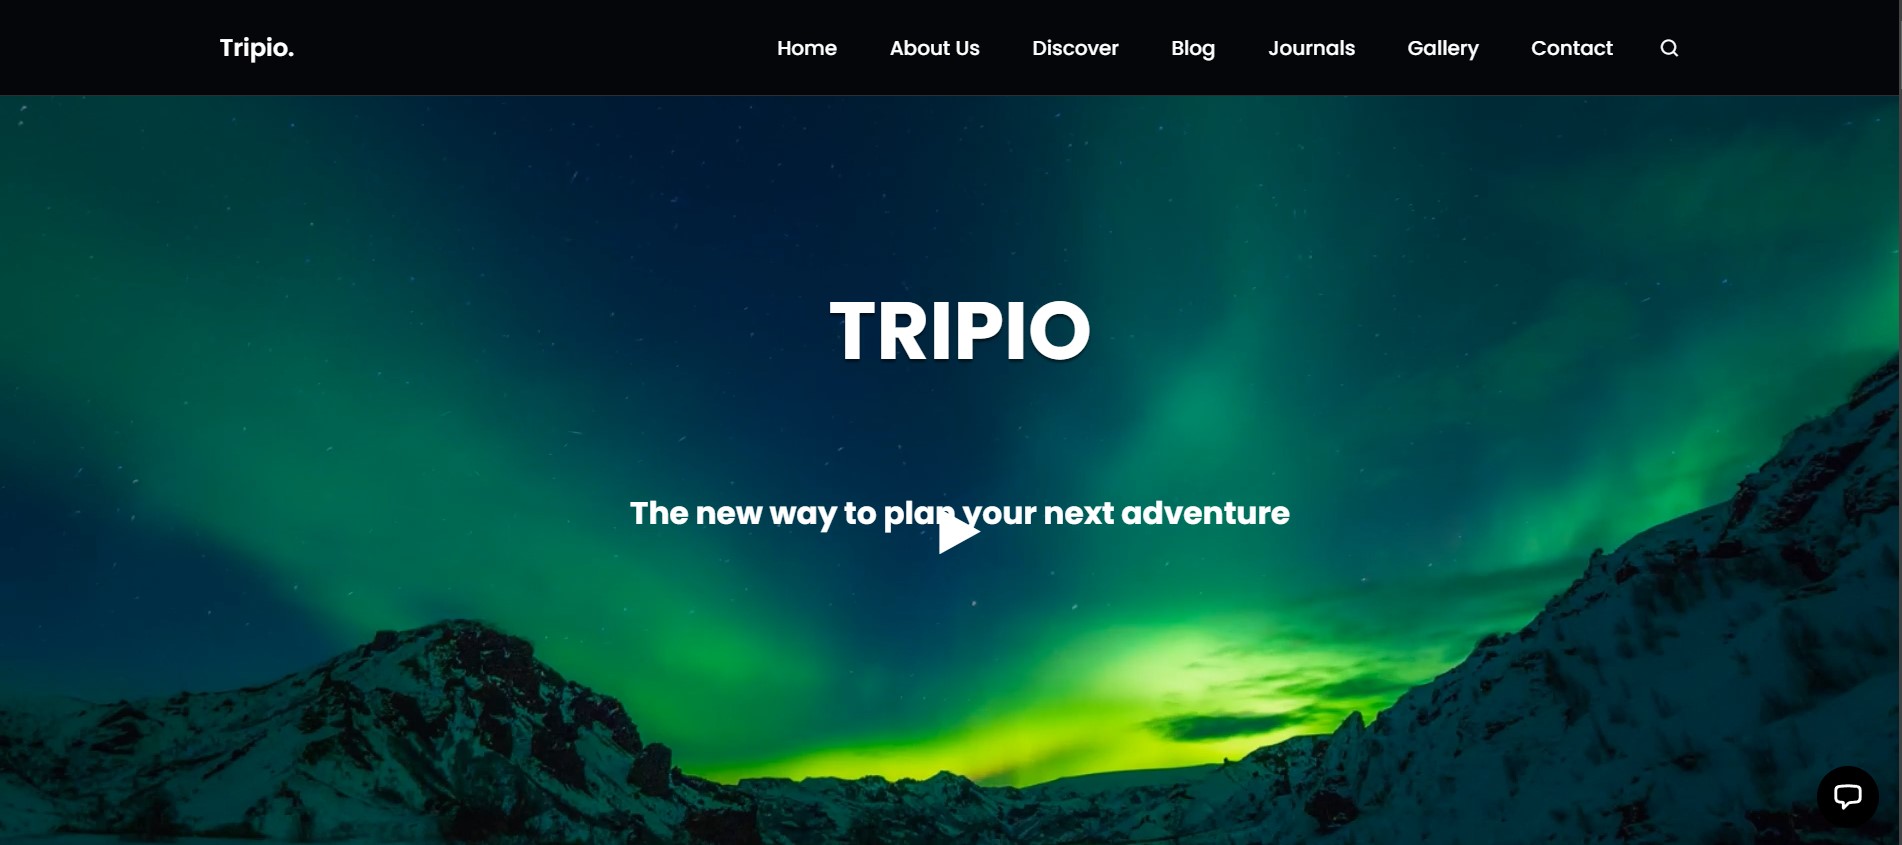 Tripio.
Home About Us Discover Blog Journals Gallery Contact
TRIPIO
The new way to plan your next adventure